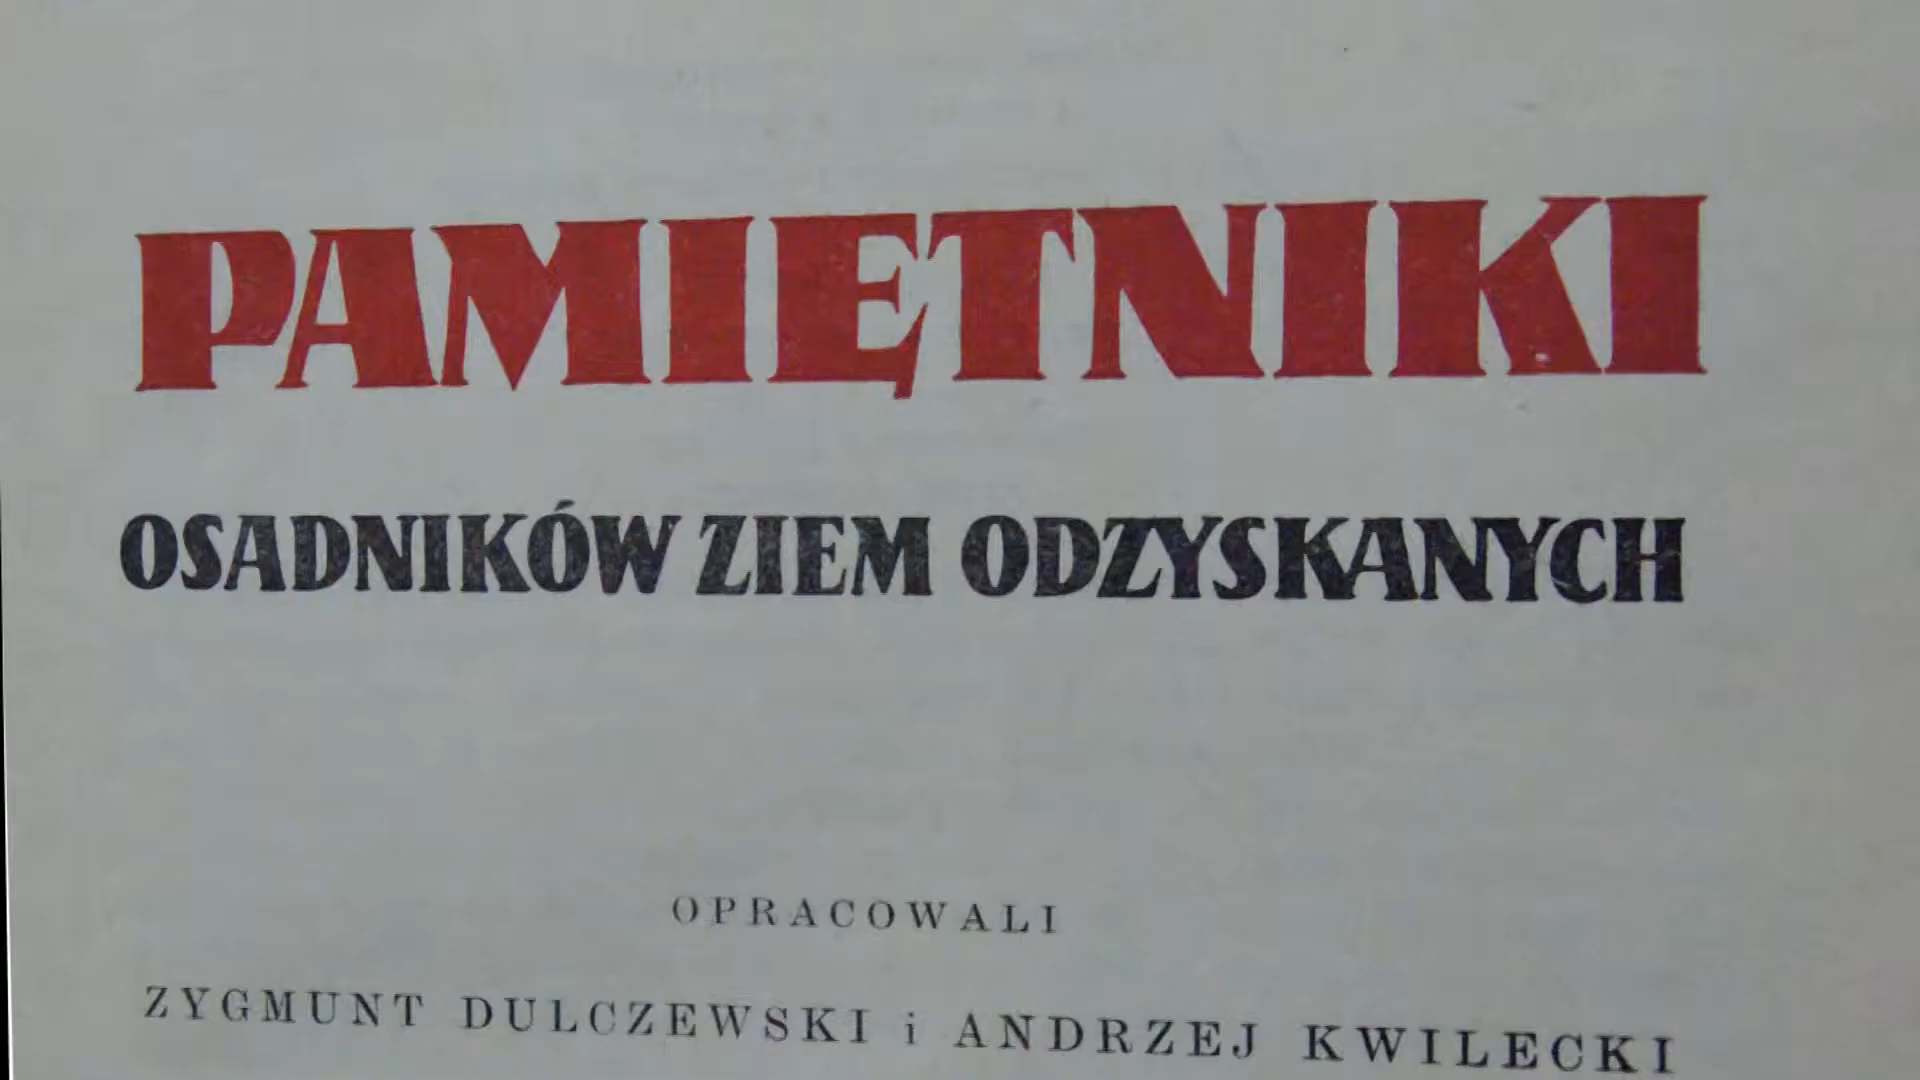 PAMIĘTNIKI
OSADNIKÓW ZIEM ODZYSKANYCH
OPRACOWALI
ZYGMUNT DULCZEWSKI i ANDRZEJ KWILECKI